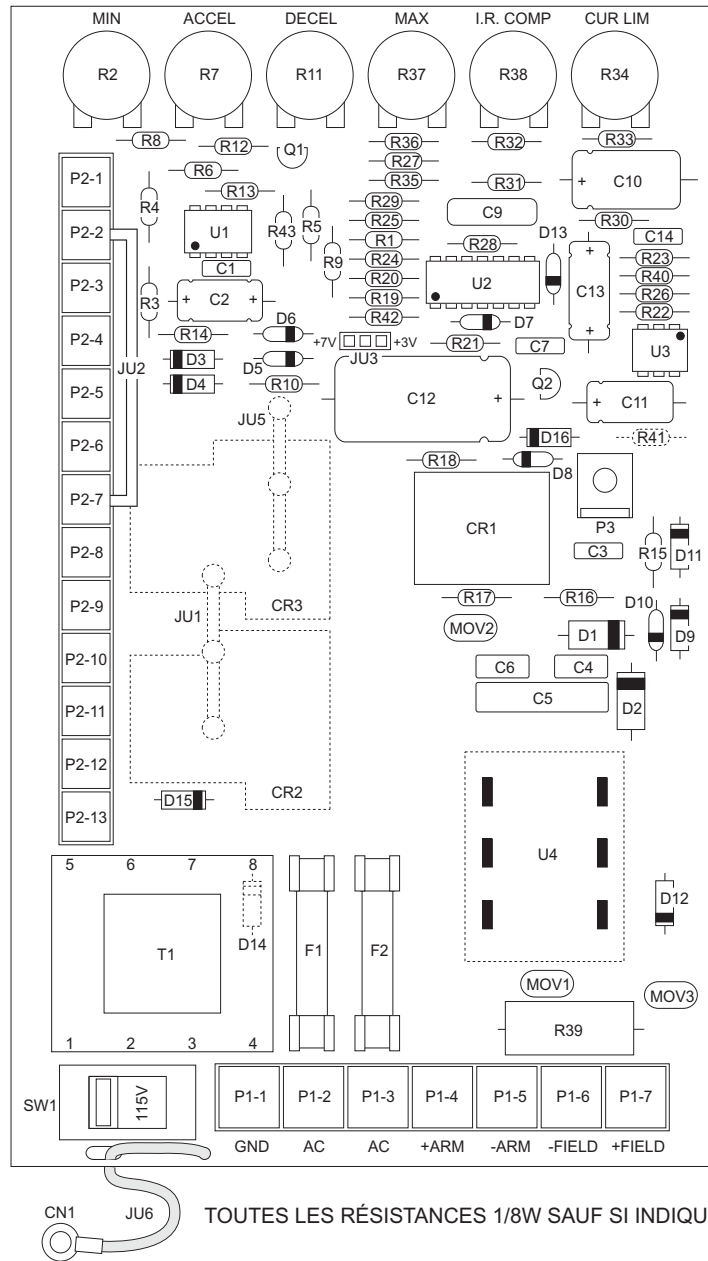 MIN ACCEL DECEL MAX I.R. COMP CUR LIM
R2 R7 R11 R37 R38 R34
R8 R12 Q1 R36 R32 R33
R27
P2-1 R6 R35 R31 C10
R4 R13 R29
P2-2 U1 R43 R5 R25 C9 D13 R30
R1 R28 C14
R9 R24 R23
P2-3 C1 R20 U2 C13 R40
R3 C2 R19 R26
R42 D7 R22
P2-4 R14 D6 +7V +3V R21 C7 U3
JU2 D3 D5 JU3
P2-5 D4 R10 C12 Q2 C11
JU5
P2-6 D16 R41
R18 D8
P2-7 CR1 P3
P2-8 C3 R15 D11
P2-9 JU1 CR3 R17 R16 D10
MOV2 D1 D9
P2-10 C6 C4
P2-11 C5 D2
P2-12
CR2
P2-13 D15
U4
5 6 7 8
D12
D14
T1 F1 F2
MOV1 MOV3
R39
1 2 3 4
SW1 115V P1-1 P1-2 P1-3 P1-4 P1-5 P1-6 P1-7
GND AC AC +ARM -ARM -FIELD +FIELD
CN1 JU6 TOUTES LES RÉSISTANCES 1/8W SAUF SI INDIQU
+
+ +
+
+
+
+